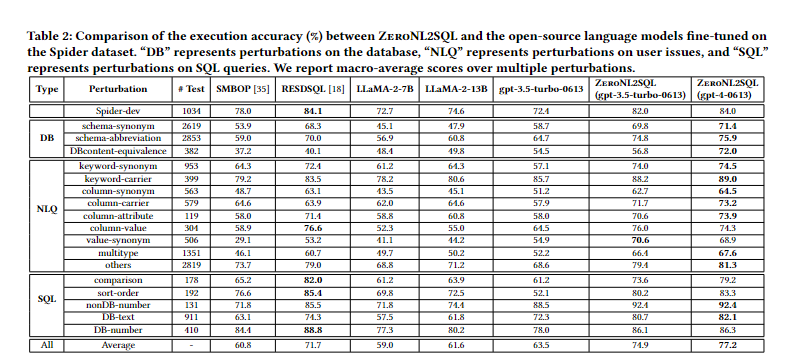 Table 2: Comparison of the execution accuracy (%) between ZERONL2SQL and the open-source language models fine-tuned on
the Spider dataset. “DB” represents perturbations on the database, “NLQ” represents perturbations on user issues, and “SQL”
represents perturbations on SQL queries. We report macro-average scores over multiple perturbations.
Type Perturbation # Test SMBOP [35] RESDSQL [18] LLaMA-2-7B LLaMA-2-13B gpt-3.5-turbo-0613 ZERONL2SQL (gpt-3.5-turbo-0613) ZERONL2SQL (gpt-4-0613)
Spider-dev 1034 78.0 84.1 72.7 74.6 72.4 82.0 84.0
DB schema-synonym 2619 53.9 68.3 45.1 47.9 58.7 69.8 71.4
schema-abbreviation 2853 59.0 70.0 56.9 60.8 64.7 74.8 75.9
DBcontent-equivalence 382 37.2 40.1 48.4 49.8 54.5 56.8 72.0
NLQ keyword-synonym 953 64.3 72.4 61.2 64.3 57.1 74.0 74.5
keyword-carrier 399 79.2 83.5 78.2 80.6 85.7 88.2 89.0
column-synonym 563 48.7 63.1 43.5 45.1 51.2 62.7 64.5
column-carrier 579 64.6 63.9 62.0 64.6 57.9 71.7 73.2
column-attribute 119 58.0 71.4 58.8 60.8 58.0 70.6 73.9
column-value 304 58.9 76.6 52.3 55.0 64.5 76.0 74.3
value-synonym 506 29.1 53.2 41.1 44.2 54.9 70.6 68.9
multitype 1351 46.1 60.7 49.7 50.2 52.2 66.4 67.6
others 2819 73.7 79.0 68.8 71.2 68.6 79.4 81.3
SQL comparison 178 65.2 82.0 61.2 63.9 61.2 73.6 79.2
sort-order 192 76.6 85.4 69.8 72.5 52.1 80.2 83.3
nonDB-number 131 71.8 85.5 71.8 74.4 88.5 92.4 92.4
DB-text 911 63.1 74.3 57.5 61.8 72.3 80.7 82.1
DB-number 410 84.4 88.8 77.3 80.2 78.0 86.1 86.3
All Average - 60.8 71.7 59.0 61.6 63.5 74.9 77.2